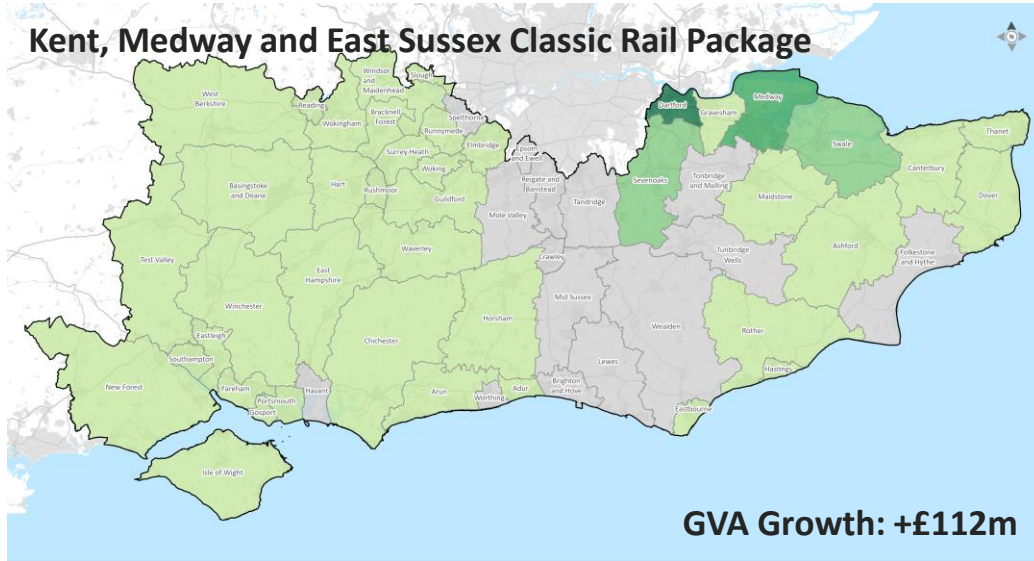 Kent, Medway and East Sussex Classic Rail Package
N
West
Berkshire
Reading
Wokingham
Windsor
and
Maidenhead
Slough
Bracknell
Forest
Spelthorne
Runnymede
Elmbridge
Surrey Heath
Woking
Basingstoke
and Deane
Hart
Rushmoor
Guildford
Epsom
and Ewell
Reigate and
Banstead
Mole Valley
Tandridge
Dartford
Gravesham
Medway
Swale
Sevenoaks
Tonbridge
and Malling
Maidstone
Canterbury
Thanet
Dover
Ashford
Folkestone
and Hythe
Tunbridge
Wells
Test Valley
Winchester
East
Hampshire
Waverley
Chichester
Horsham
Crawley
Mid Sussex
Wealden
Rother
Hastings
Lewes
Eastbourne
Brighton
and Hove
Adur
Worthing
Arun
Havant
Portsmouth
Gosport
Fareham
Eastleigh
Southampton
New Forest
Isle of Wight
GVA Growth: +£112m